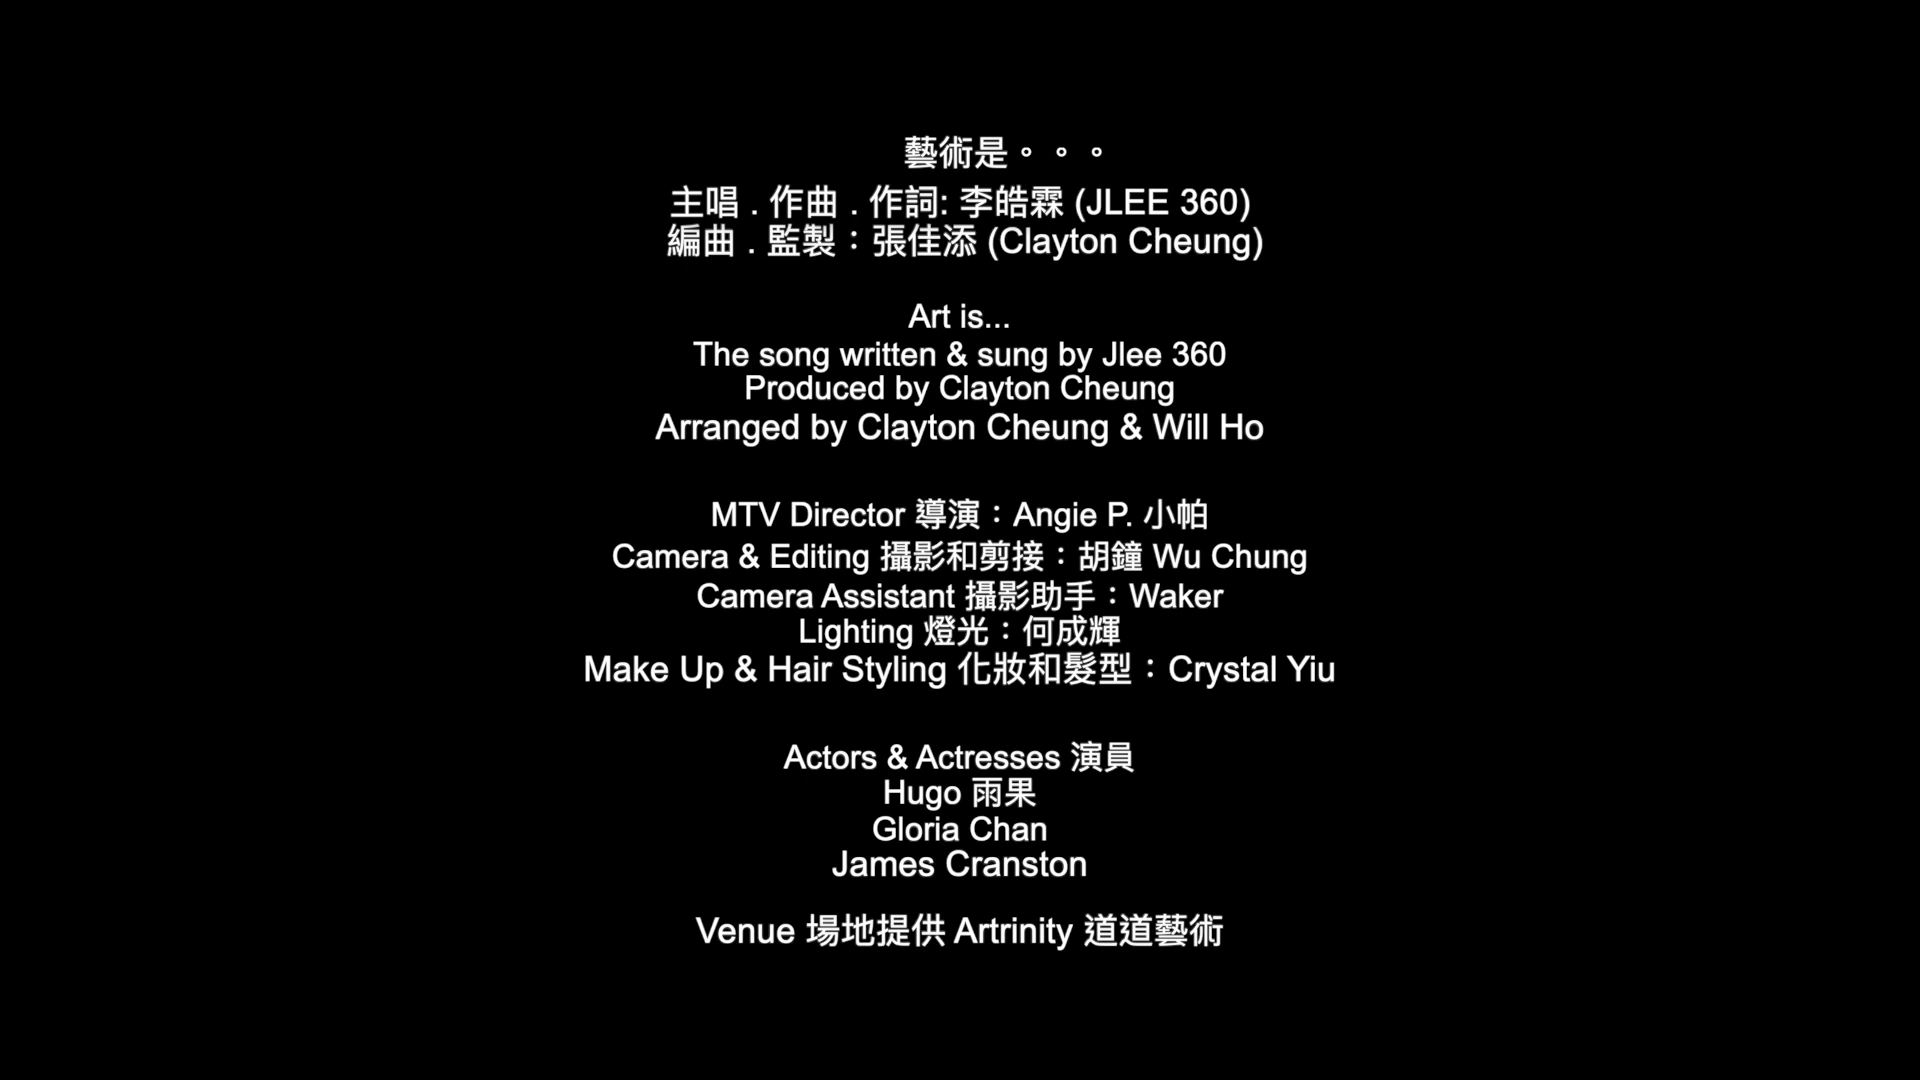 藝術是。。。
主唱 . 作曲 . 作詞: 李皓霖 (JLEE 360)
編曲 . 監製：張佳添 (Clayton Cheung)
Art is...
The song written & sung by Jlee 360
Produced by Clayton Cheung
Arranged by Clayton Cheung & Will Ho
MTV Director 導演：Angie P. 小帕
Camera & Editing 攝影和剪接：胡鐘 Wu Chung
Camera Assistant 攝影助手：Waker
Lighting 燈光：何成輝
Make Up & Hair Styling 化妝和髮型：Crystal Yiu
Actors & Actresses 演員
Hugo 雨果
Gloria Chan
James Cranston
Venue 場地提供 Artrinity 道道藝術